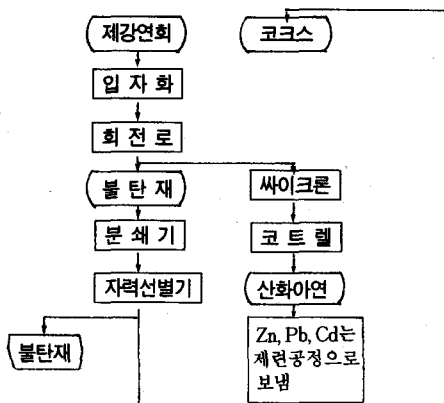 제강연회
코크스
입자화
회전로
불탄재
싸이크론
분쇄기
코트렐
자력선별기
산화아연
불탄재
Zn, Pb, Cd는
제련공정으로
보냄